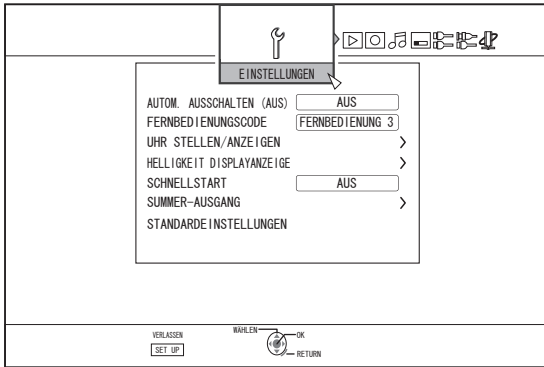 EINSTELLUNGEN
AUTOM. AUSSCHALTEN (AUS) AUS
FERNBEDIENUNGSCODE FERNBEDIENUNG 3
UHR STELLEN/ANZEIGEN
HELLIGKEIT DISPLAYANZEIGE
SCHNELLSTART AUS
SUMMER-AUSGANG
STANDARDEINSTELLUNGEN
VERLASSEN
SET UP
WÄHLEN
OK
RETURN